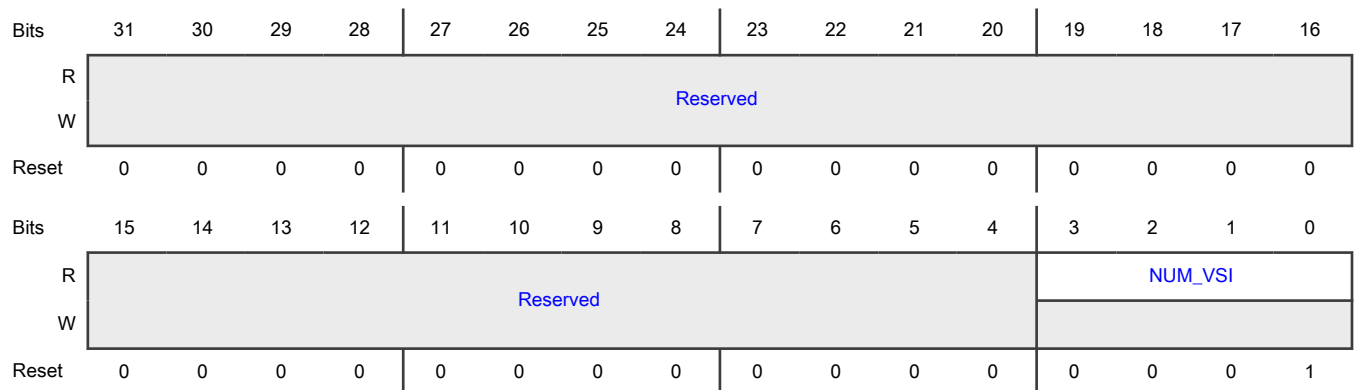 Bits 31 30 29 28 27 26 25 24 23 22 21 20 19 18 17 16
R
Reserved
W
Reset 0 0 0 0 0 0 0 0 0 0 0 0 0 0 0 0
Bits 15 14 13 12 11 10 9 8 7 6 5 4 3 2 1 0
R NUM_VSI
Reserved
W
Reset 0 0 0 0 0 0 0 0 0 0 0 0 0 0 0 1